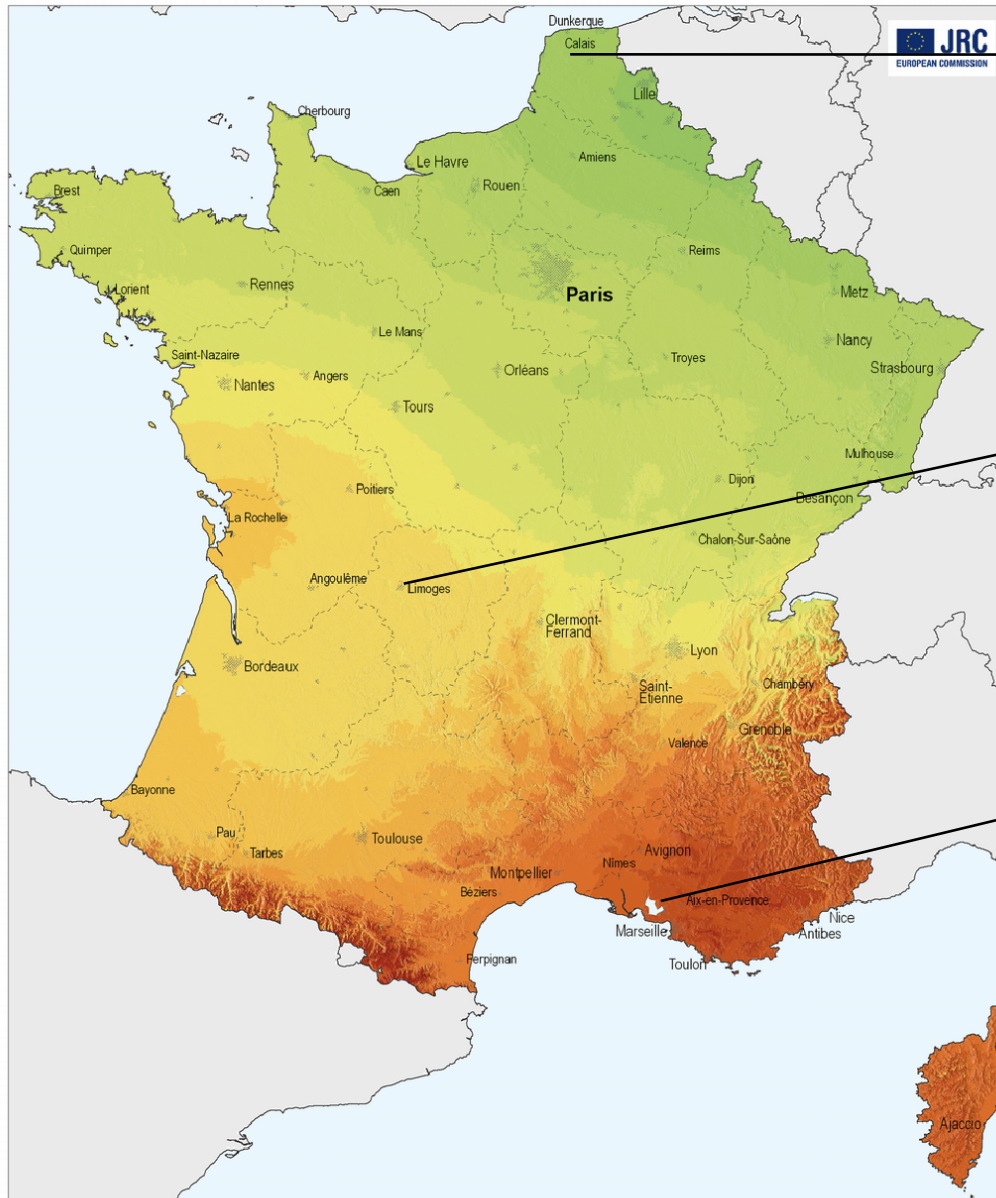 Dunkerque
Calais
JRC
EUROPEAN COMMISSION
Lille
Cherbourg
Amiens
Le Havre
Rouen
Caen
Brest
Quimper
Reims
Rennes
Lorient
Paris
Metz
Le Mans
Nancy
Saint-Nazaire
Troyes
Strasbourg
Nantes
Angers
Orléans
Tours
Mulhouse
Dijon
Poitiers
Besançon
La Rochelle
Chalon-Sur-Saône
Angoulême
Limoges
Clermont-
Ferrand
Lyon
Bordeaux
Saint-
Etienne
Chambéry
Grenoble
Valence
Bayonne
Pau
Toulouse
Tarbes
Avignon
Nîmes
Montpellier
Béziers
Aix-en-Provence
Nice
Marseille
Antibes
Perpignan
Toulon
Ajaccio